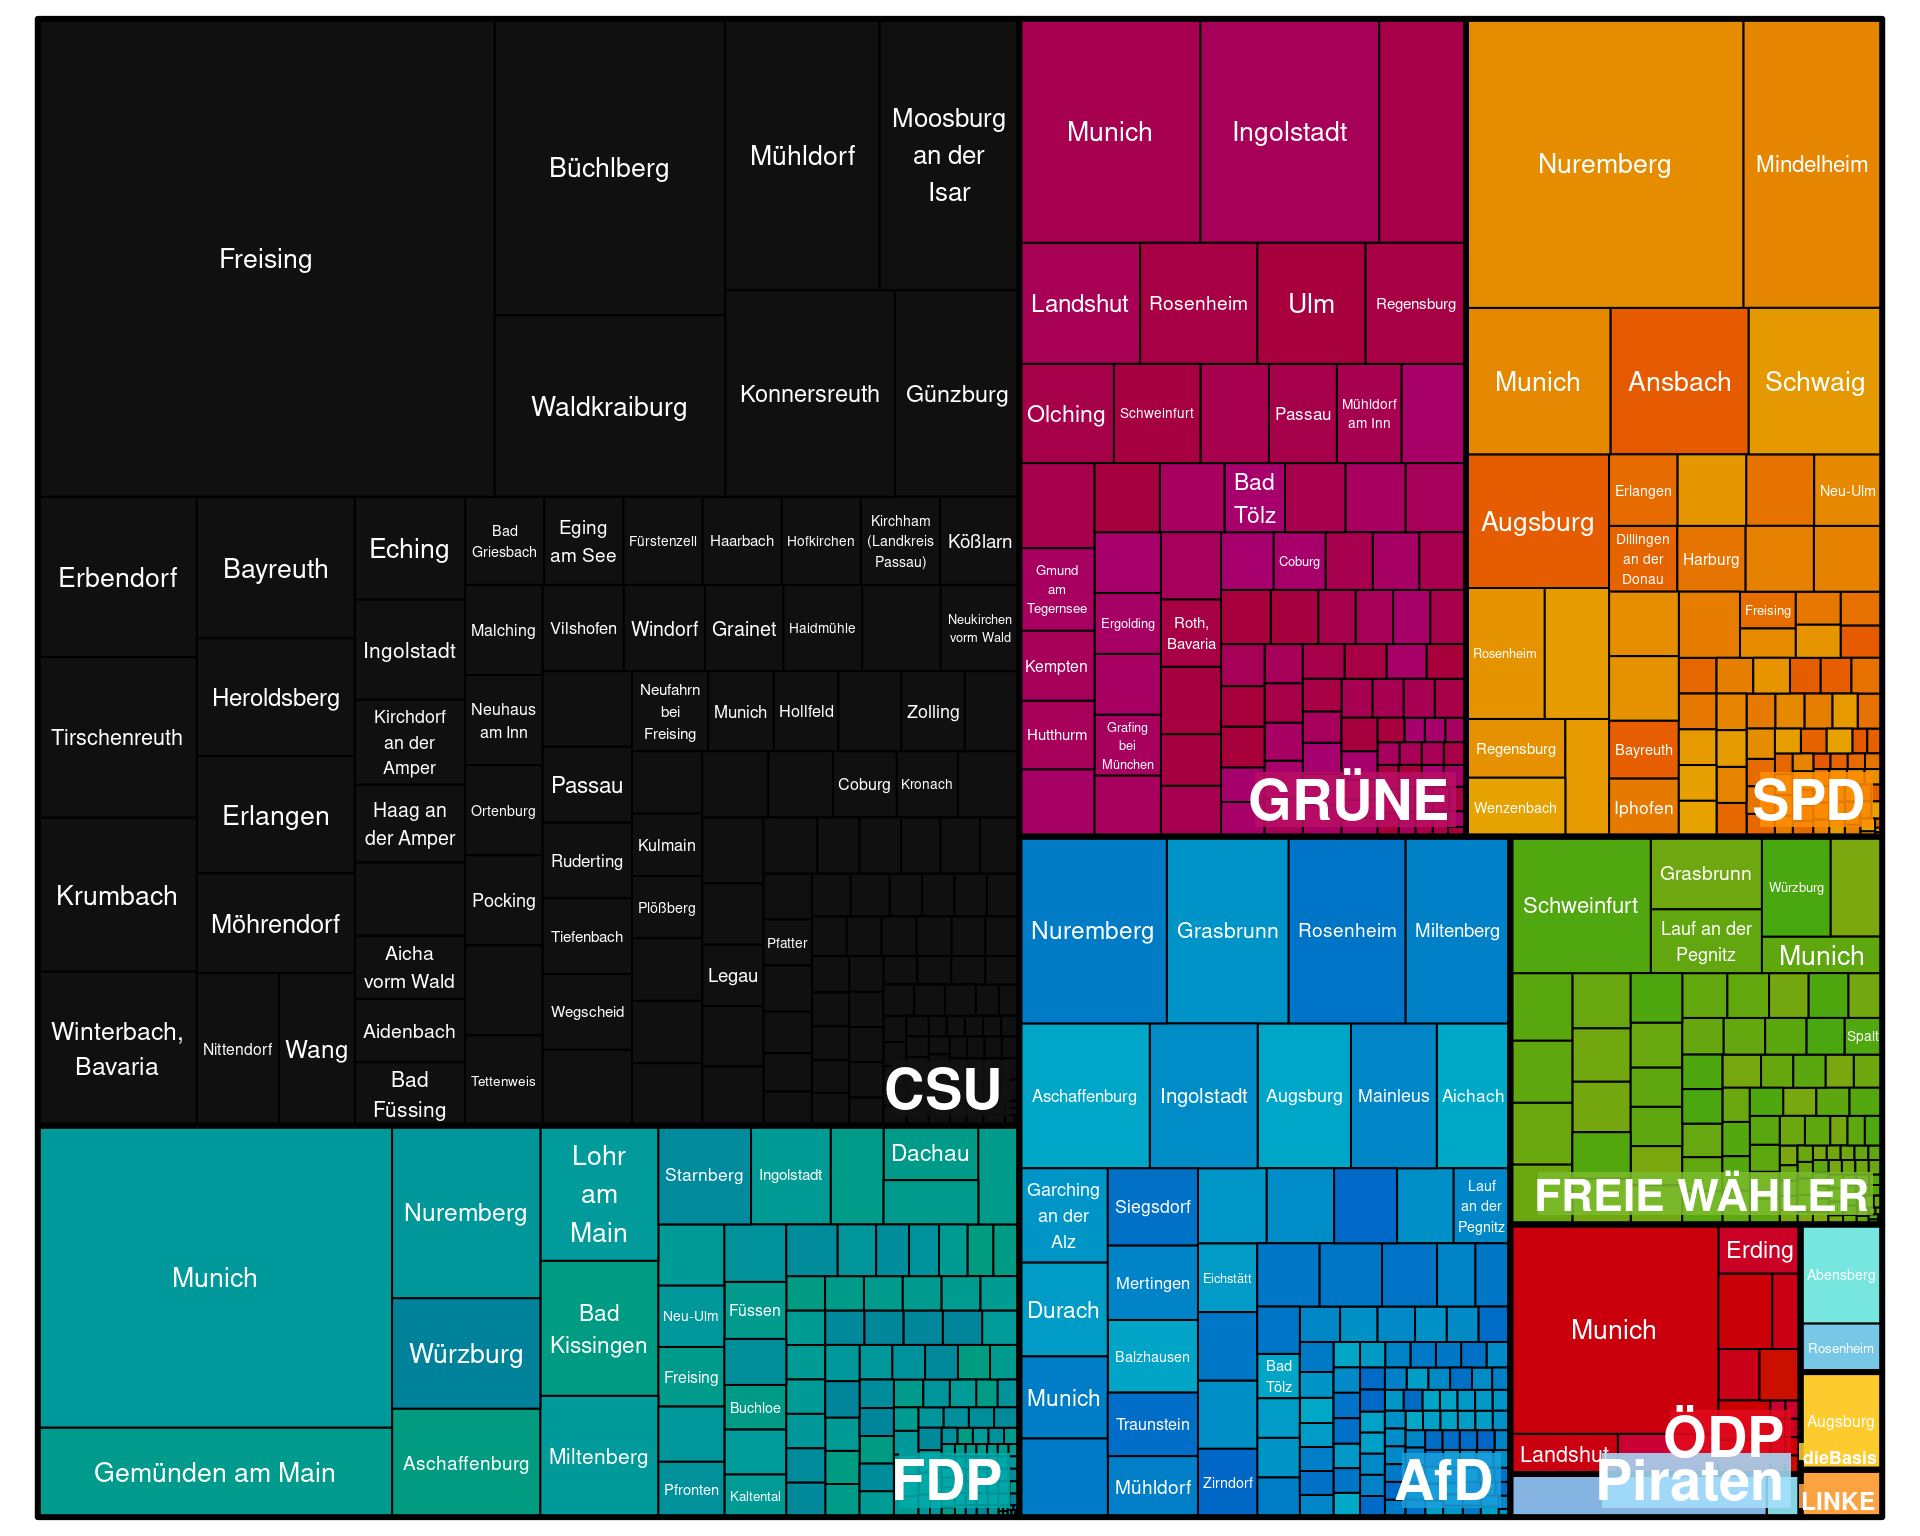 Freising
Büchlberg
Mühldorf
Moosburg
an der
Isar
Waldkraiburg
Konnersreuth
Günzburg
Erbendorf
Tirschenreuth
Krumbach
Winterbach,
Bavaria
Bayreuth
Heroldsberg
Erlangen
Möhrendorf
Nittendorf
Wang
Eching
Ingolstadt
Kirchdorf
an der
Amper
Haag an
der Amper
Aicha
vorm Wald
Aidenbach
Bad
Füssing
Bad
Griesbach
Eging
am See
Fürstenzell
Haarbach
Hofkirchen
Kirchham
(Landkreis
Passau)
Kößlarn
Malching
Vilshofen
Windorf
Grainet
Haidmühle
Neukirchen
vorm Wald
Neuhaus
am Inn
Ortenburg
Pocking
Tettenweis
Neufahrn
bei
Freising
Munich
Hollfeld
Zolling
Passau
Ruderting
Tiefenbach
Wegscheid
Coburg
Kronach
Kulmain
Plößberg
Pfatter
Legau
CSU
Munich
Ingolstadt
Landshut
Rosenheim
Ulm
Regensburg
Olching
Schweinfurt
Passau
Mühldorf
am Inn
Bad
Tölz
Gmund
am
Tegernsee
Kempten
Hutthurm
Ergolding
Grafing
bei
München
Roth,
Bavaria
Coburg
GRÜNE
Nuremberg
Mindelheim
Munich
Ansbach
Schwaig
Augsburg
Erlangen
Neu-Ulm
Dillingen
an der
Donau
Harburg
Freising
Rosenheim
Regensburg
Wenzenbach
Bayreuth
Iphofen
SPD
Munich
Gemünden am Main
Nuremberg
Würzburg
Aschaffenburg
Lohr
am
Main
Bad
Kissingen
Miltenberg
Starnberg
Ingolstadt
Dachau
Neu-Ulm
Freising
Pfronten
Füssen
Buchloe
Kaltental
FDP
Nuremberg
Grasbrunn
Rosenheim
Miltenberg
Aschaffenburg
Ingolstadt
Augsburg
Mainleus
Aichach
Garching
an der
Alz
Durach
Munich
Siegsdorf
Mertingen
Balzhausen
Traunstein
Mühldorf
Lauf
an der
Pegnitz
Eichstätt
Bad
Tölz
Zirndorf
AfD
Schweinfurt
Grasbrunn
Lauf an der
Pegnitz
Würzburg
Munich
Spalt
FREIE WÄHLER
Munich
Erding
Landshut
ÖDP
Piraten
Abensberg
Rosenheim
Augsburg
dieBasis
LINKE